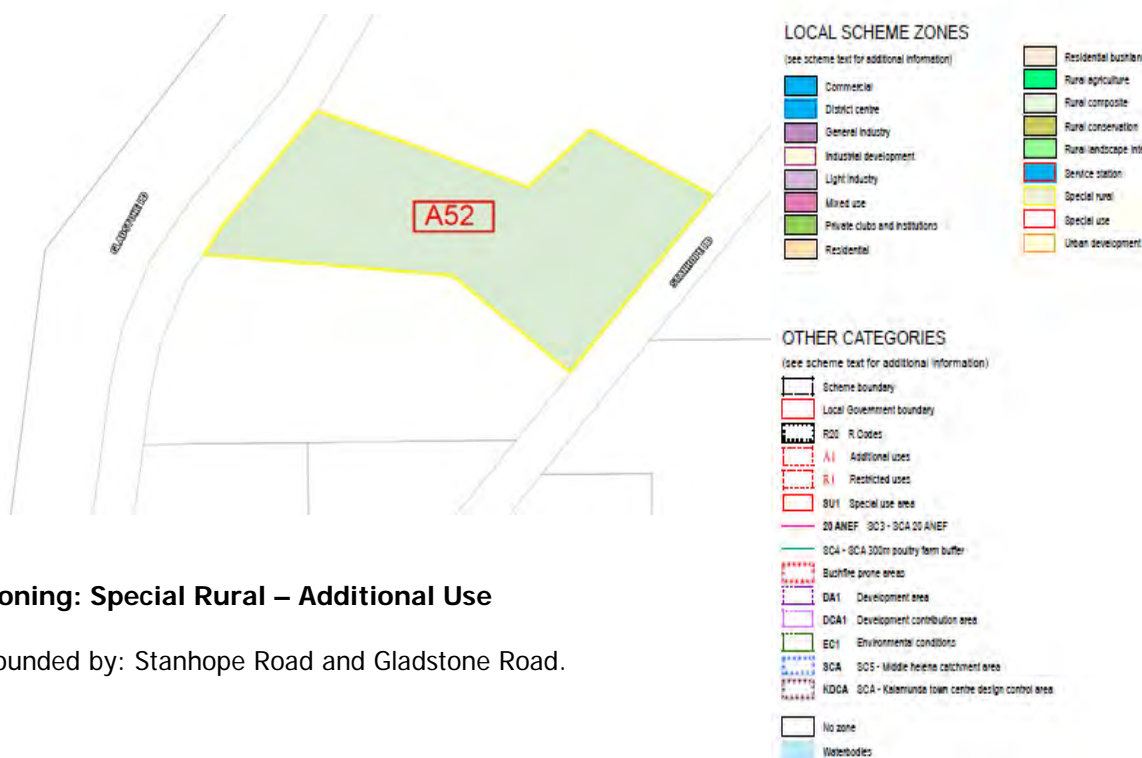 GLADSTONE RD
A52
STANHOPE RD
LOCAL SCHEME ZONES
(see scheme text for additional information)
Commercial
District centre
General industry
Industrial development
Light industry
Mixed use
Private clubs and institutions
Residential
Residential bushlan
Rural agriculture
Rural composite
Rural conservation
Rural landscape inte
Service station
Special rural
Special use
Urban development
OTHER CATEGORIES
(see scheme text for additional information)
Scheme boundary
Local Government boundary
R20 R Codes
A1 Additional uses
R1 Restricted uses
SU1 Special use area
20 ANEF SC3 - SCA 20 ANEF
SC4 - SCA 300m poultry farm buffer
Bushfire prone areas
DA1 Development area
DCA1 Development contribution area
EC1 Environmental conditions
SCA SC5 - Middle helena catchment area
KDCA SCA - Kalamunda town centre design control area
No zone
Waterbodies
oning: Special Rural – Additional Use
ounded by: Stanhope Road and Gladstone Road.